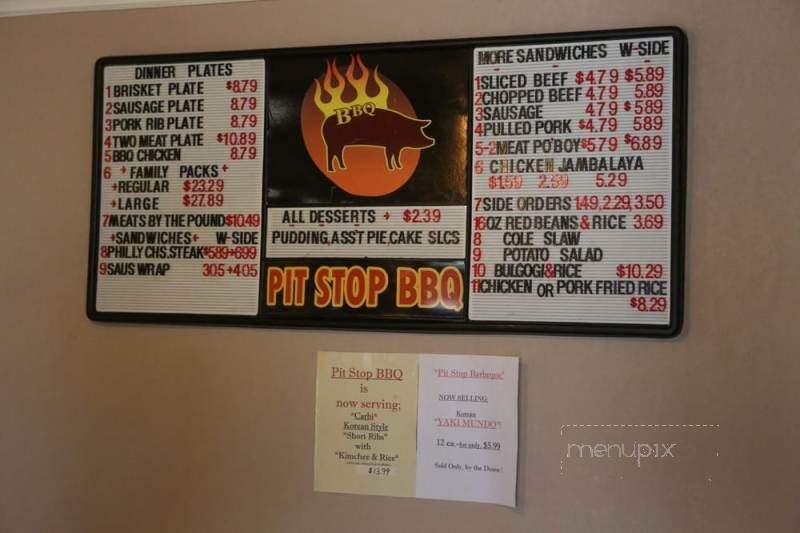 DINNER PLATES
1 BRISKET PLATE $8.79
2 SAUSAGE PLATE 8.79
3 PORK RIB PLATE 8.79
4 TWO MEAT PLATE $10.89
5 BBQ CHICKEN 8.79
6 + FAMILY PACKS +
+REGULAR $23.29
+LARGE $27.89
7 MEATS BY THE POUND $10.49
+SANDWICHES+ W-SIDE
8 PHILLY CHS. STEAK $5.89+6.99
9 SAUS WRAP 3.05+4.05
BBQ
ALL DESSERTS + $2.39
PUDDING, ASS'T PIE, CAKE SLCS
PIT STOP BBQ
MORE SANDWICHES W-SIDE
1 SLICED BEEF $4.79 $5.89
2 CHOPPED BEEF 4.79 5.89
3 SAUSAGE 4.79 $5.89
4 PULLED PORK $4.79 5.89
5-2 MEAT PO'BOY $5.79 $6.89
6 CHICKEN JAMBALAYA
$1.59 2.59 5.29
7 SIDE ORDERS 1.49, 2.29, 3.50
16 OZ RED BEANS & RICE 3.69
8 COLE SLAW
9 POTATO SALAD
10 BULGOGI & RICE $10.29
11 CHICKEN OR PORK FRIED RICE
$8.29
Pit Stop BBQ
is
now serving;
"Carbi"
Korean Style
"Short Ribs"
with
"Kimchee & Rice"
$13.99
"Pit Stop Barbeque"
NOW SELLING;
Korean
"YAKI MUNDO"!
12 ea.-for only, $5.99
Sold Only, by the Dozen!
menupix